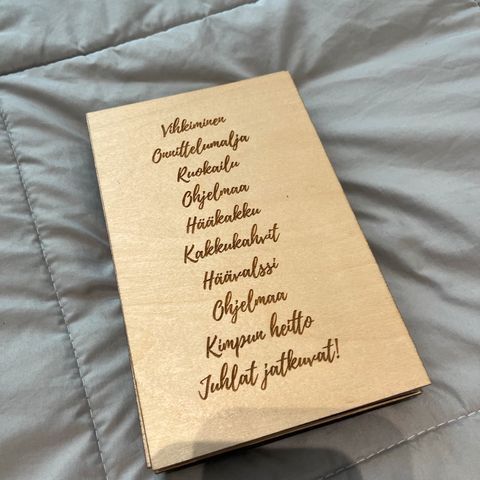 Vihkiminen
Onnittelumalja
Ruokailu
Ohjelmaa
Hääkakku
Kakkukahvit
Häävalssi
Ohjelmaa
Kimpun heitto
Juhlat jatkuvat!